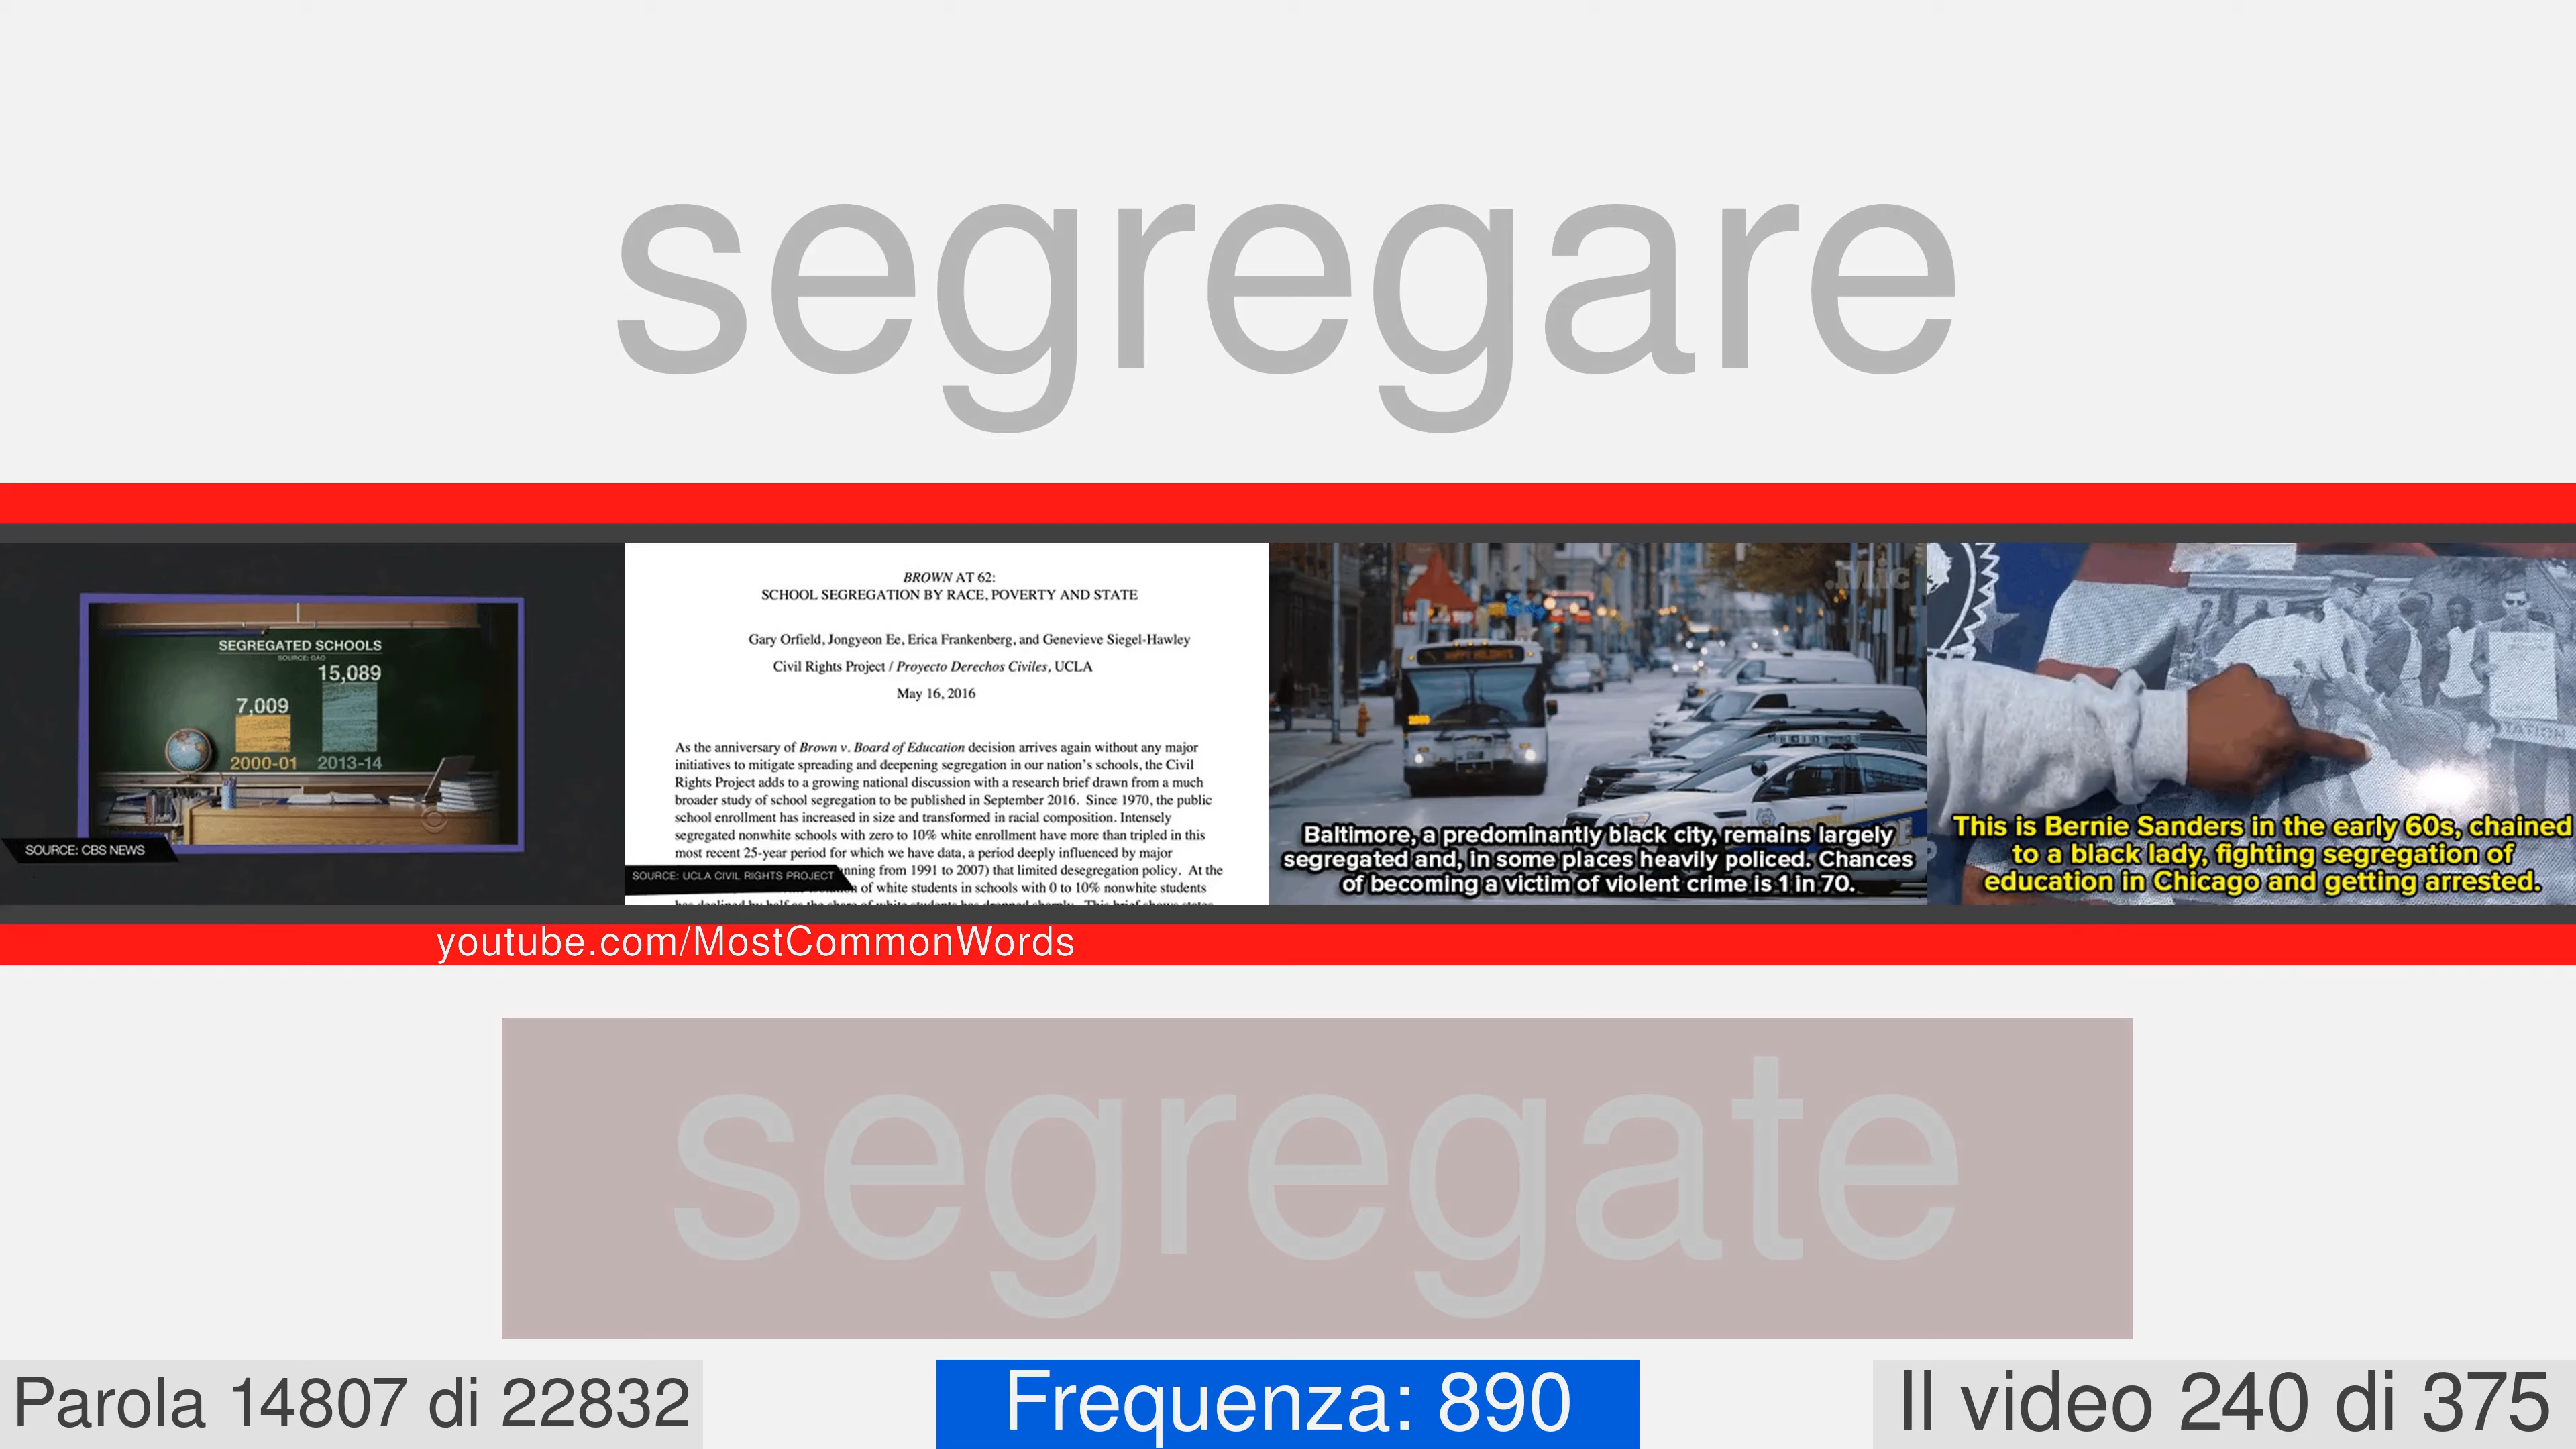 segregare
SEGREGATED SCHOOLS
SOURCE: GAO
15,089
7,009
2000-01 2013-14
SOURCE: CBS NEWS
BROWN AT 62:
SCHOOL SEGREGATION BY RACE, POVERTY AND STATE
Gary Orfield, Jongyeon Ee, Erica Frankenberg, and Genevieve Siegel-Hawley
Civil Rights Project / Proyecto Derechos Civiles, UCLA
May 16, 2016
As the anniversary of Brown v. Board of Education decision arrives again without any major
initiatives to mitigate spreading and deepening segregation in our nation's schools, the Civil
Rights Project adds to a growing national discussion with a research brief drawn from a much
broader study of school segregation to be published in September 2016. Since 1970, the public
school enrollment has increased in size and transformed in racial composition. Intensely
segregated nonwhite schools with zero to 10% white enrollment have more than tripled in this
most recent 25-year period for which we have data, a period deeply influenced by major
nning from 1991 to 2007) that limited desegregation policy. At the
SOURCE: UCLA CIVIL RIGHTS PROJECT
of white students in schools with 0 to 10% nonwhite students
.Mic
HAPPY HOLIDAYS
Baltimore, a predominantly black city, remains largely
segregated and, in some places heavily policed. Chances
of becoming a victim of violent crime is 1 in 70.
This is Bernie Sanders in the early 60s, chained
to a black lady, fighting segregation of
education in Chicago and getting arrested.
youtube.com/MostCommonWords
segregate
Parola 14807 di 22832
Frequenza: 890
Il video 240 di 375